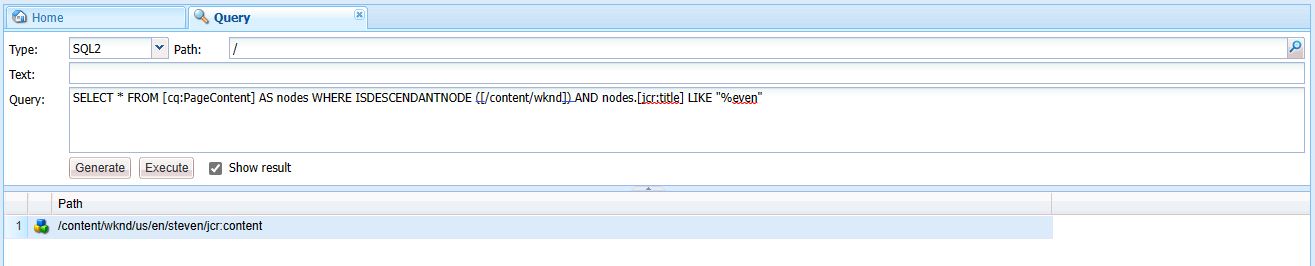 Home Query
Type: SQL2 Path: /
Text:
Query: SELECT * FROM [cq:PageContent] AS nodes WHERE ISDESCENDANTNODE ([/content/wknd]) AND nodes.[jcr:title] LIKE "%even"
Generate Execute Show result
Path
1 /content/wknd/us/en/steven/jcr:content